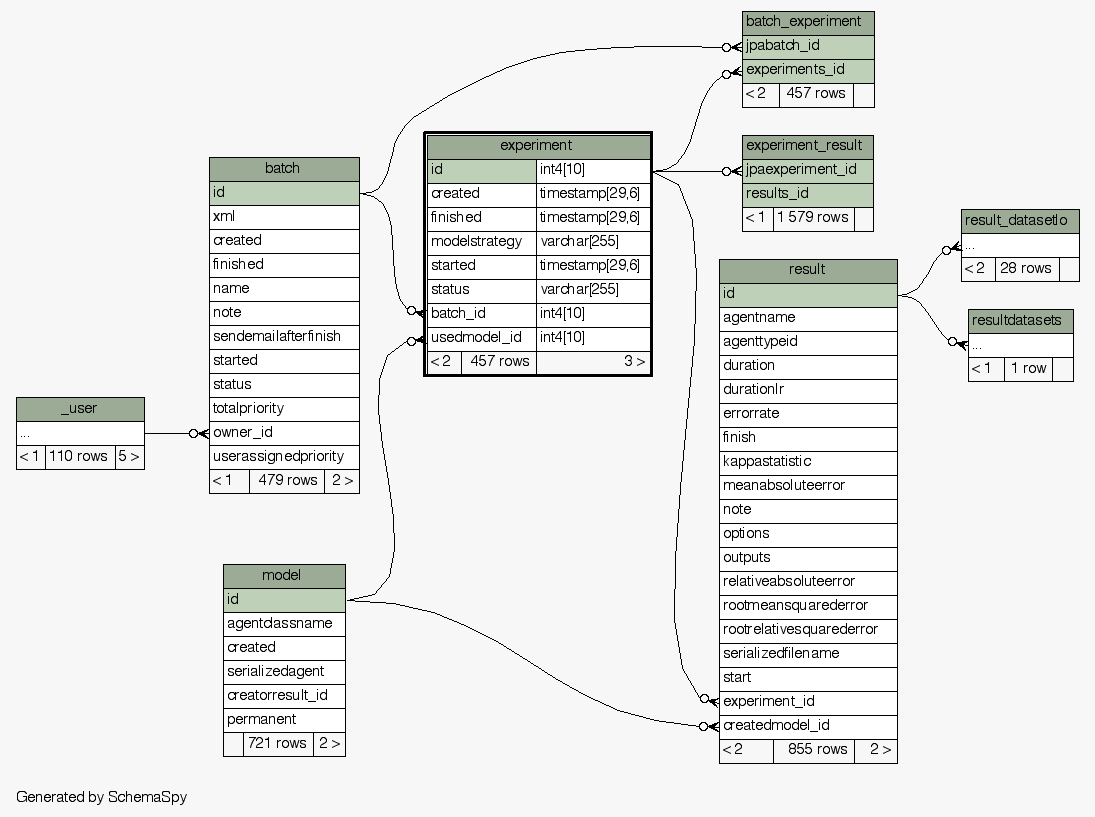 batch_experiment
jpabatch_id
experiments_id
< 2 457 rows
experiment
id int4[10]
created timestamp[29,6]
finished timestamp[29,6]
modelstrategy varchar[255]
started timestamp[29,6]
status varchar[255]
batch_id int4[10]
usedmodel_id int4[10]
< 2 457 rows 3 >
experiment_result
jpaexperiment_id
results_id
< 1 1 579 rows
batch
id
xml
created
finished
name
note
sendemailafterfinish
started
status
totalpriority
owner_id
userassignedpriority
< 1 479 rows 2 >
result_datasetlo
...
< 2 28 rows
result
id
agentname
agenttypeid
duration
durationlr
errorrate
finish
kappastatistic
meanabsoluteerror
note
options
outputs
relativeabsoluteerror
rootmeansquarederror
rootrelativesquarederror
serializedfilename
start
experiment_id
createdmodel_id
< 2 855 rows 2 >
resultdatasets
...
< 1 1 row
_user
...
< 1 110 rows 5 >
model
id
agentclassname
created
serializedagent
creatorresult_id
permanent
721 rows 2 >
Generated by SchemaSpy